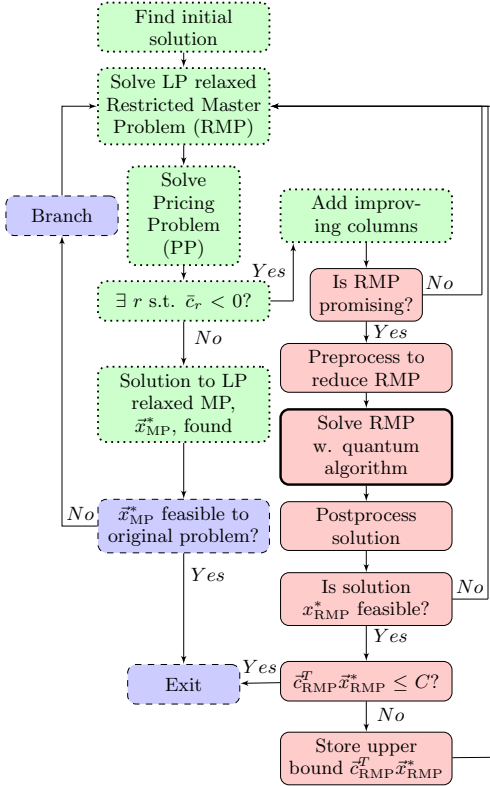 Find initial
solution
Solve LP relaxed
Restricted Master
Problem (RMP)
Solve
Pricing
Problem
(PP)
Branch
Add improv-
ing columns
Yes
∃ r s.t. c̄_r < 0?
Is RMP
promising?
No
No
Yes
Solution to LP
relaxed MP,
x⃗*_MP, found
Preprocess to
reduce RMP
Solve RMP
w. quantum
algorithm
No
x⃗*_MP feasible to
original problem?
Postprocess
solution
Yes
Is solution
x*_RMP feasible?
No
Yes
Exit
Yes
c⃗^T_RMP x⃗*_RMP ≤ C?
No
Store upper
bound c⃗^T_RMP x⃗*_RMP